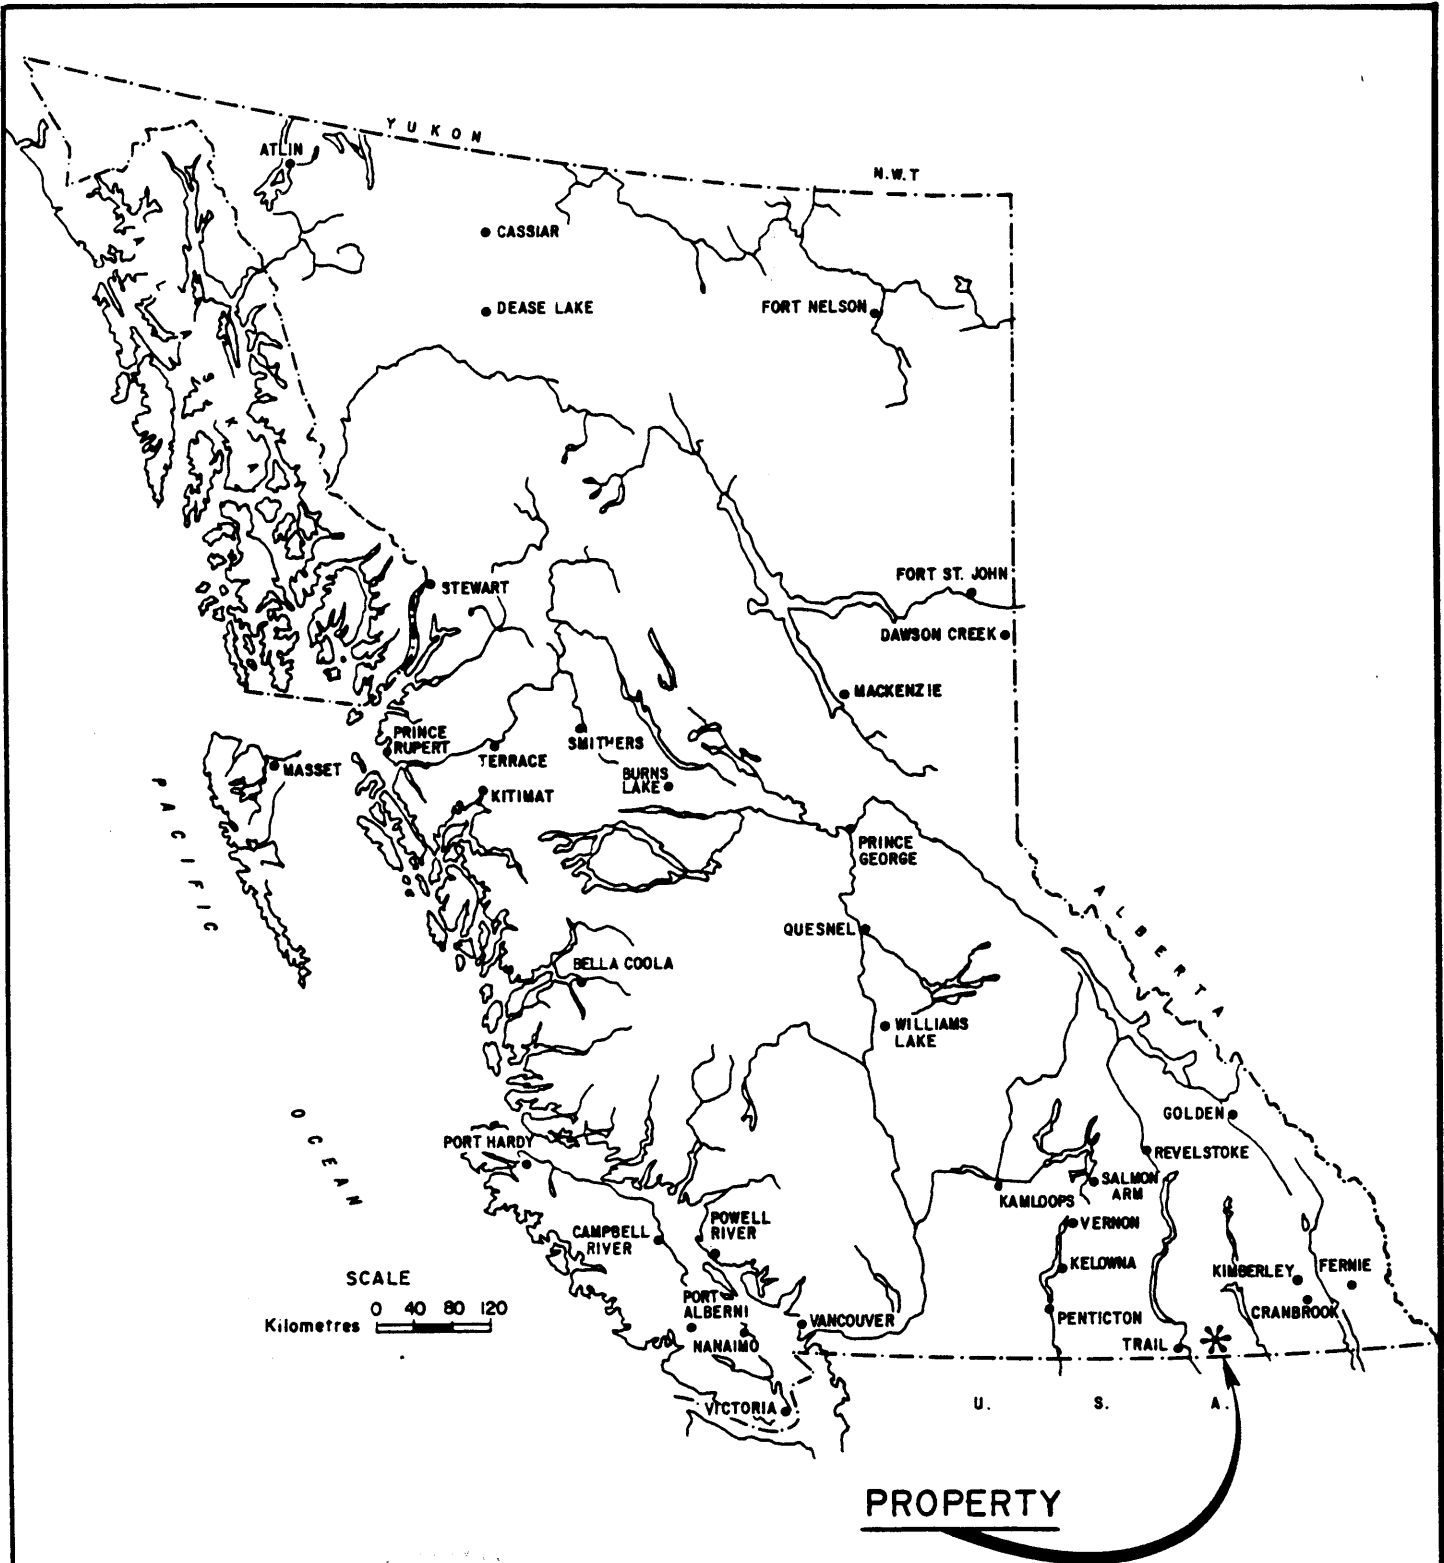 YUKON
N.W.T
ATLIN
CASSIAR
DEASE LAKE
FORT NELSON
ALASKA
STEWART
FORT ST. JOHN
DAWSON CREEK
MACKENZIE
PRINCE
RUPERT
TERRACE
SMITHERS
MASSET
KITIMAT
BURNS
LAKE
PRINCE
GEORGE
PACIFIC
ALBERTA
QUESNEL
BELLA COOLA
WILLIAMS
LAKE
OCEAN
GOLDEN
PORT HARDY
REVELSTOKE
SALMON
ARM
KAMLOOPS
POWELL
RIVER
CAMPBELL
RIVER
VERNON
KELOWNA
KIMBERLEY
FERNIE
SCALE
0 40 80 120
Kilometres
PORT
ALBERNI
CRANBROOK
PENTICTON
VANCOUVER
NANAIMO
TRAIL
VICTORIA
U. S. A.
PROPERTY